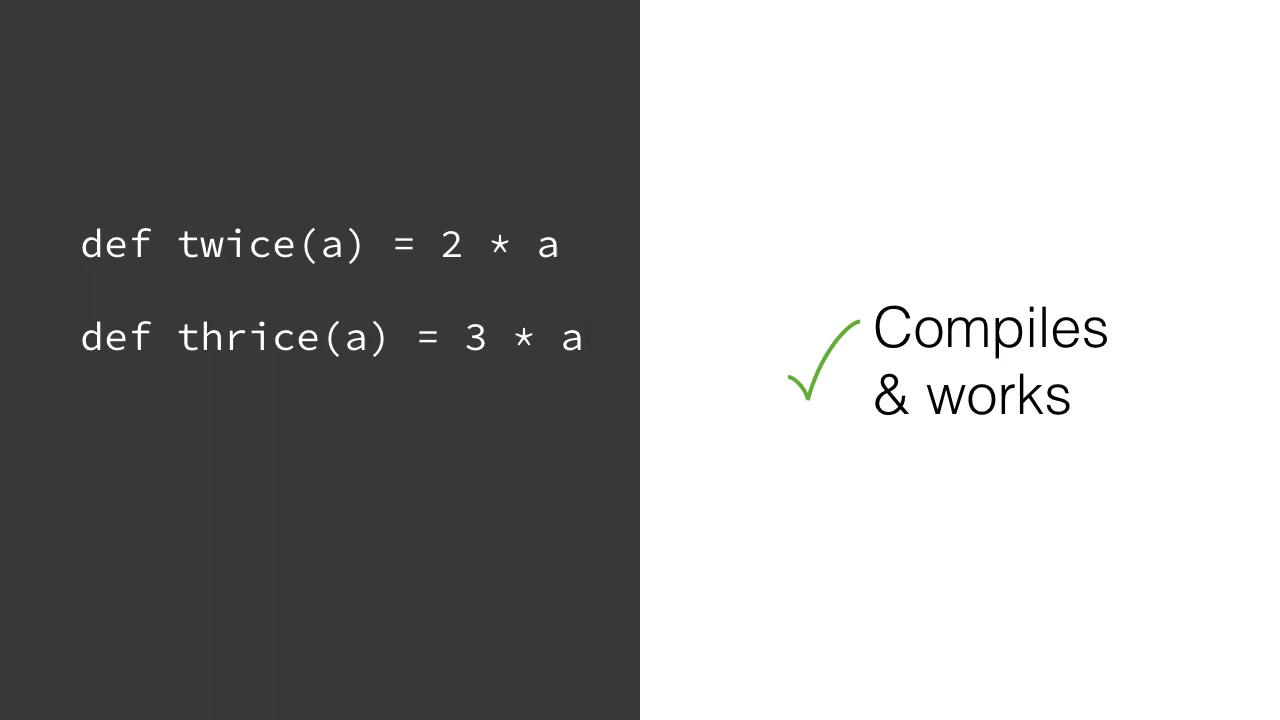 def twice(a) = 2 * a
def thrice(a) = 3 * a
Compiles
& works